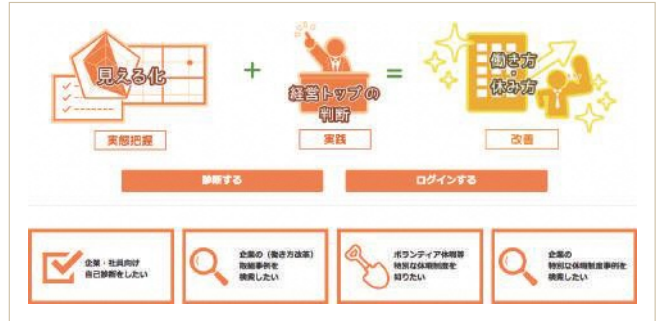 見える化
+
経営トップの
判断
=
働き方
・
休み方
実態把握
実践
改善
診断する
ログインする
企業・社員向け
自己診断をしたい
企業の（働き方改革）
取組事例を
検索したい
ボランティア休暇等
特別な休暇制度を
知りたい
企業の
特別な休暇制度事例を
検索したい